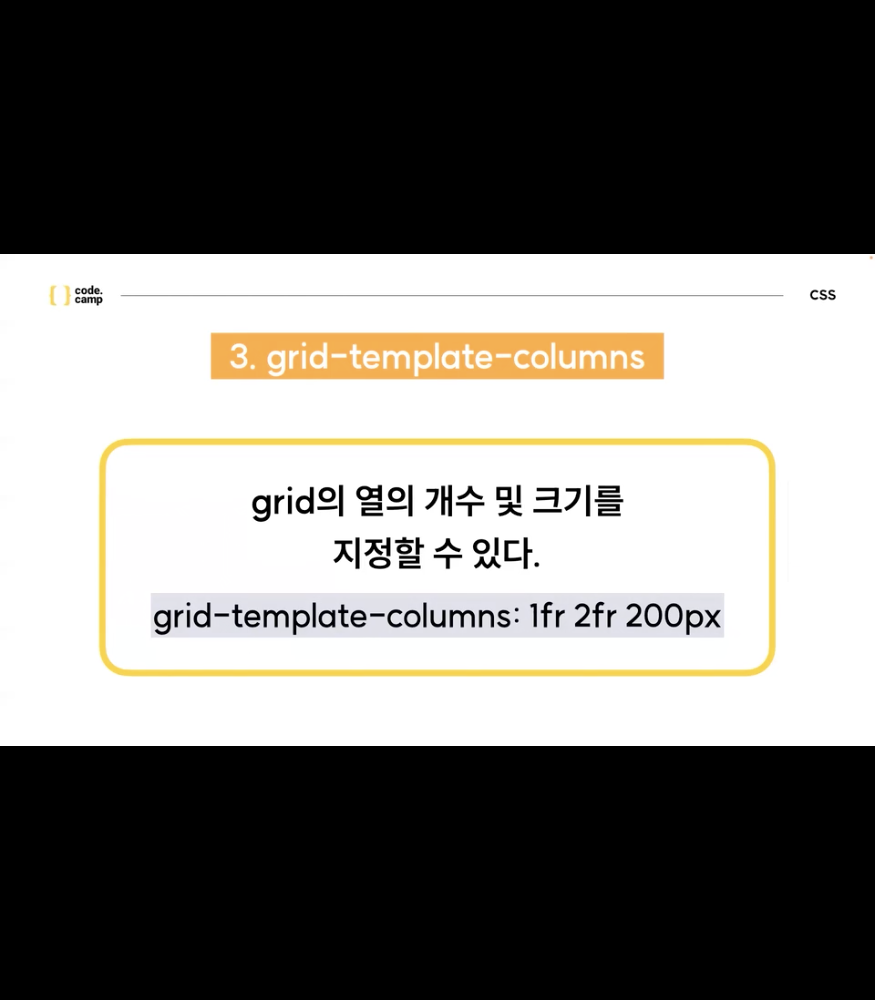 code.
camp
CSS
3. grid-template-columns
grid의 열의 개수 및 크기를
지정할 수 있다.
grid-template-columns: 1fr 2fr 200px